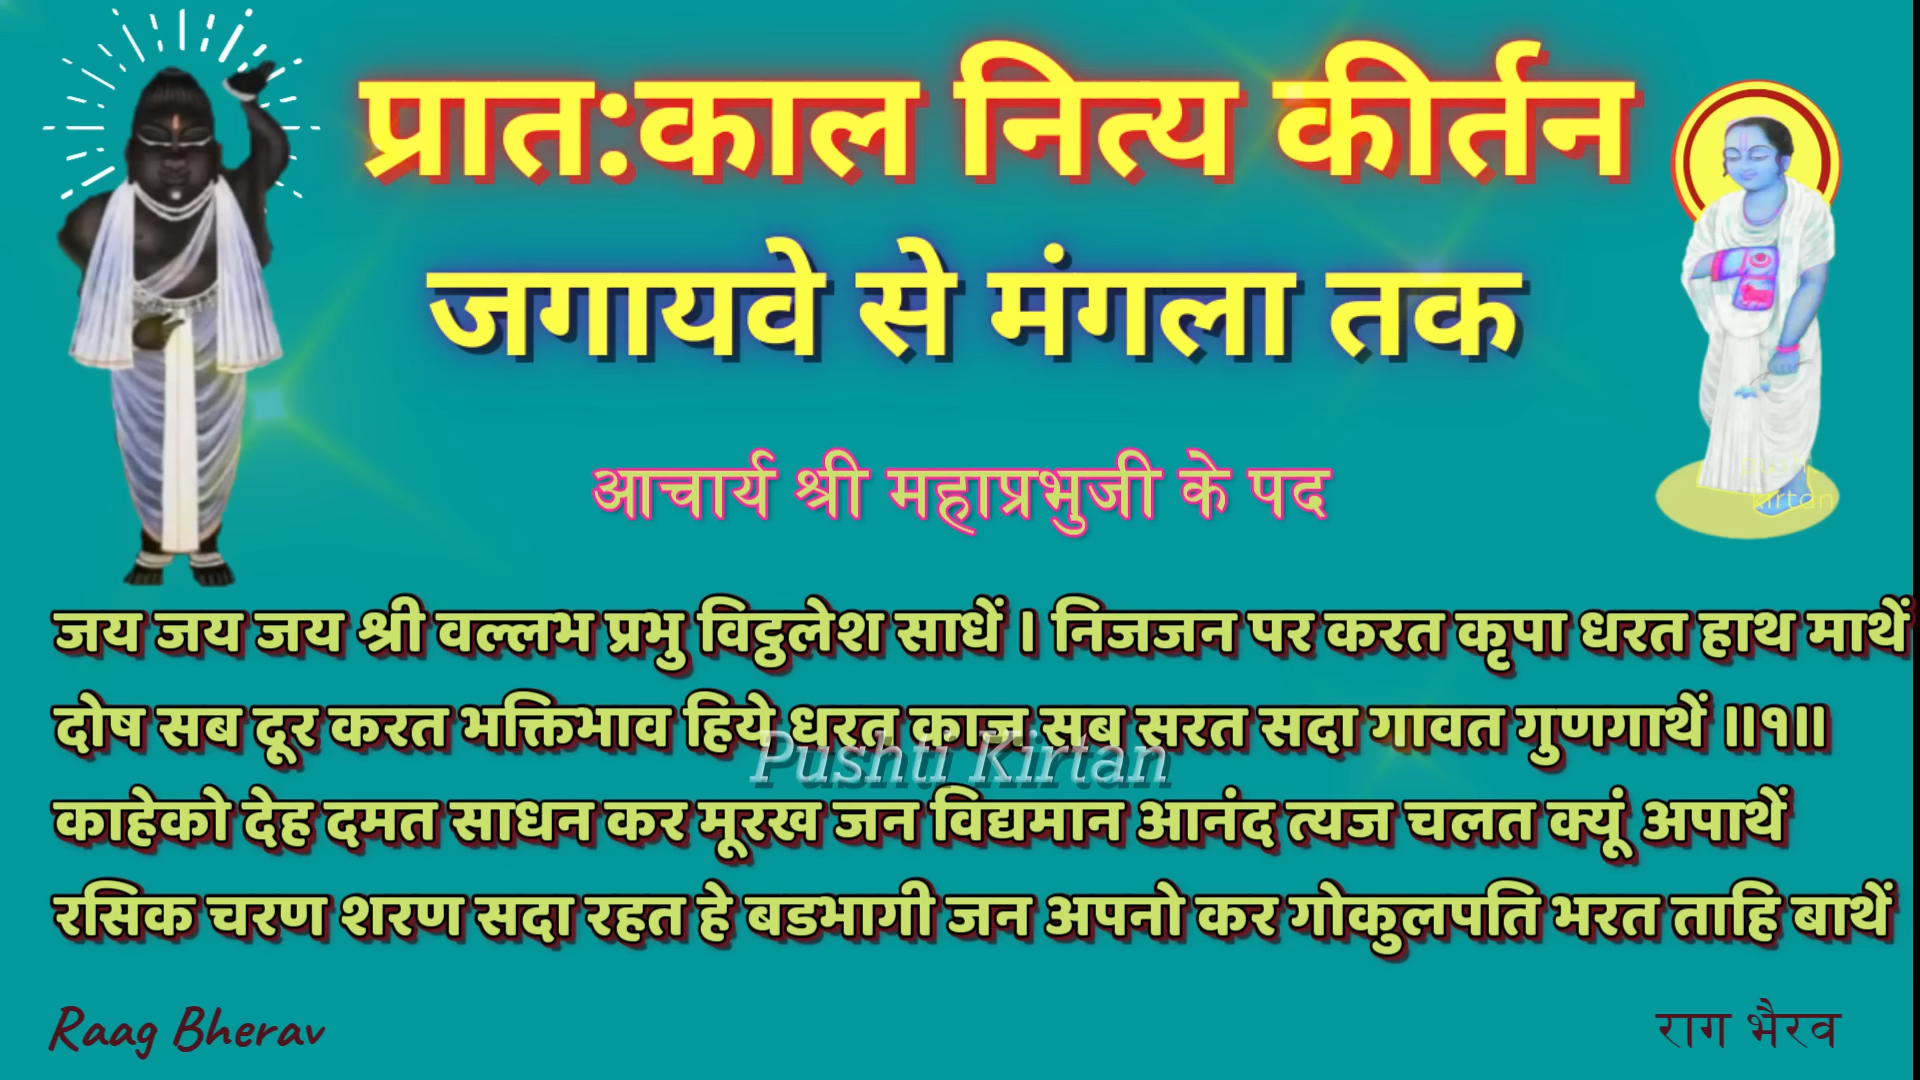 प्रात:काल नित्य कीर्तन
जगायवे से मंगला तक
आचार्य श्री महाप्रभुजी के पद
जय जय जय श्री वल्लभ प्रभु विट्ठलेश साधें । निजजन पर करत कृपा धरत हाथ माथें
दोष सब दूर करत भक्तिभाव हिये धरत काज सब सरत सदा गावत गुणगाथें ॥१॥
Pushti Kirtan
काहेको देह दमत साधन कर मूरख जन विद्यमान आनंद त्यज चलत क्यूं अपाथें
रसिक चरण शरण सदा रहत हे बडभागी जन अपनो कर गोकुलपति भरत ताहि बाथें
Raag Bherav
राग भैरव
pushti
kirtan